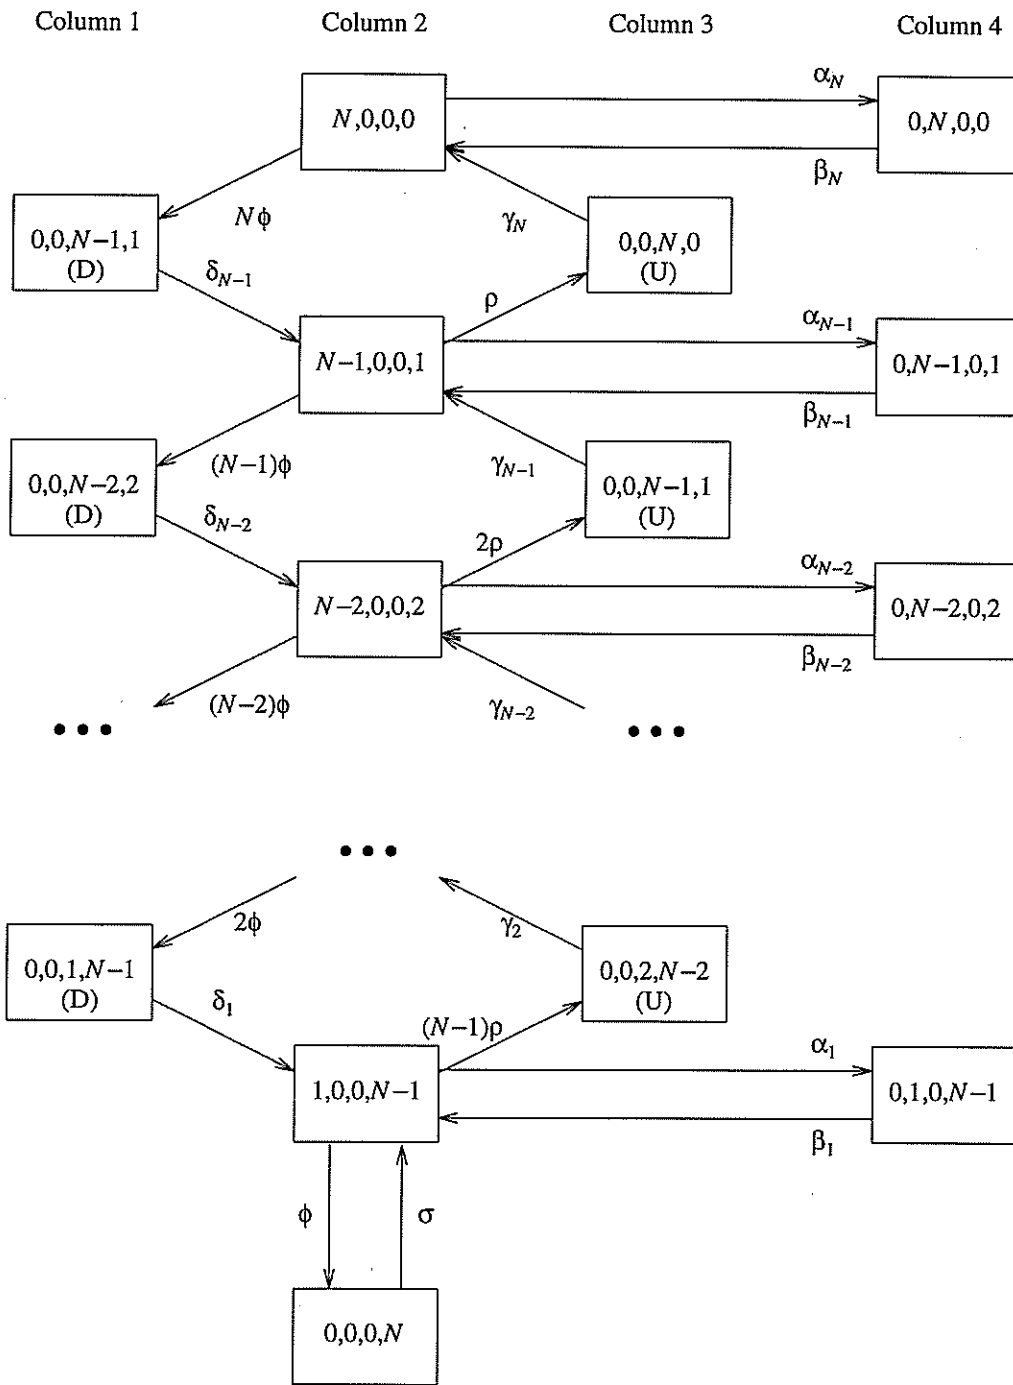 Column 1 Column 2 Column 3 Column 4
α_N
N,0,0,0
0,N,0,0
β_N
Nφ
γ_N
0,0,N−1,1
(D)
0,0,N,0
(U)
δ_{N−1}
ρ
α_{N−1}
N−1,0,0,1
0,N−1,0,1
β_{N−1}
(N−1)φ
γ_{N−1}
0,0,N−2,2
(D)
0,0,N−1,1
(U)
δ_{N−2}
2ρ
α_{N−2}
N−2,0,0,2
0,N−2,0,2
β_{N−2}
(N−2)φ
γ_{N−2}
• • •
• • •
• • •
2φ
γ_2
0,0,1,N−1
(D)
0,0,2,N−2
(U)
δ_1
(N−1)ρ
α_1
1,0,0,N−1
0,1,0,N−1
β_1
φ
σ
0,0,0,N